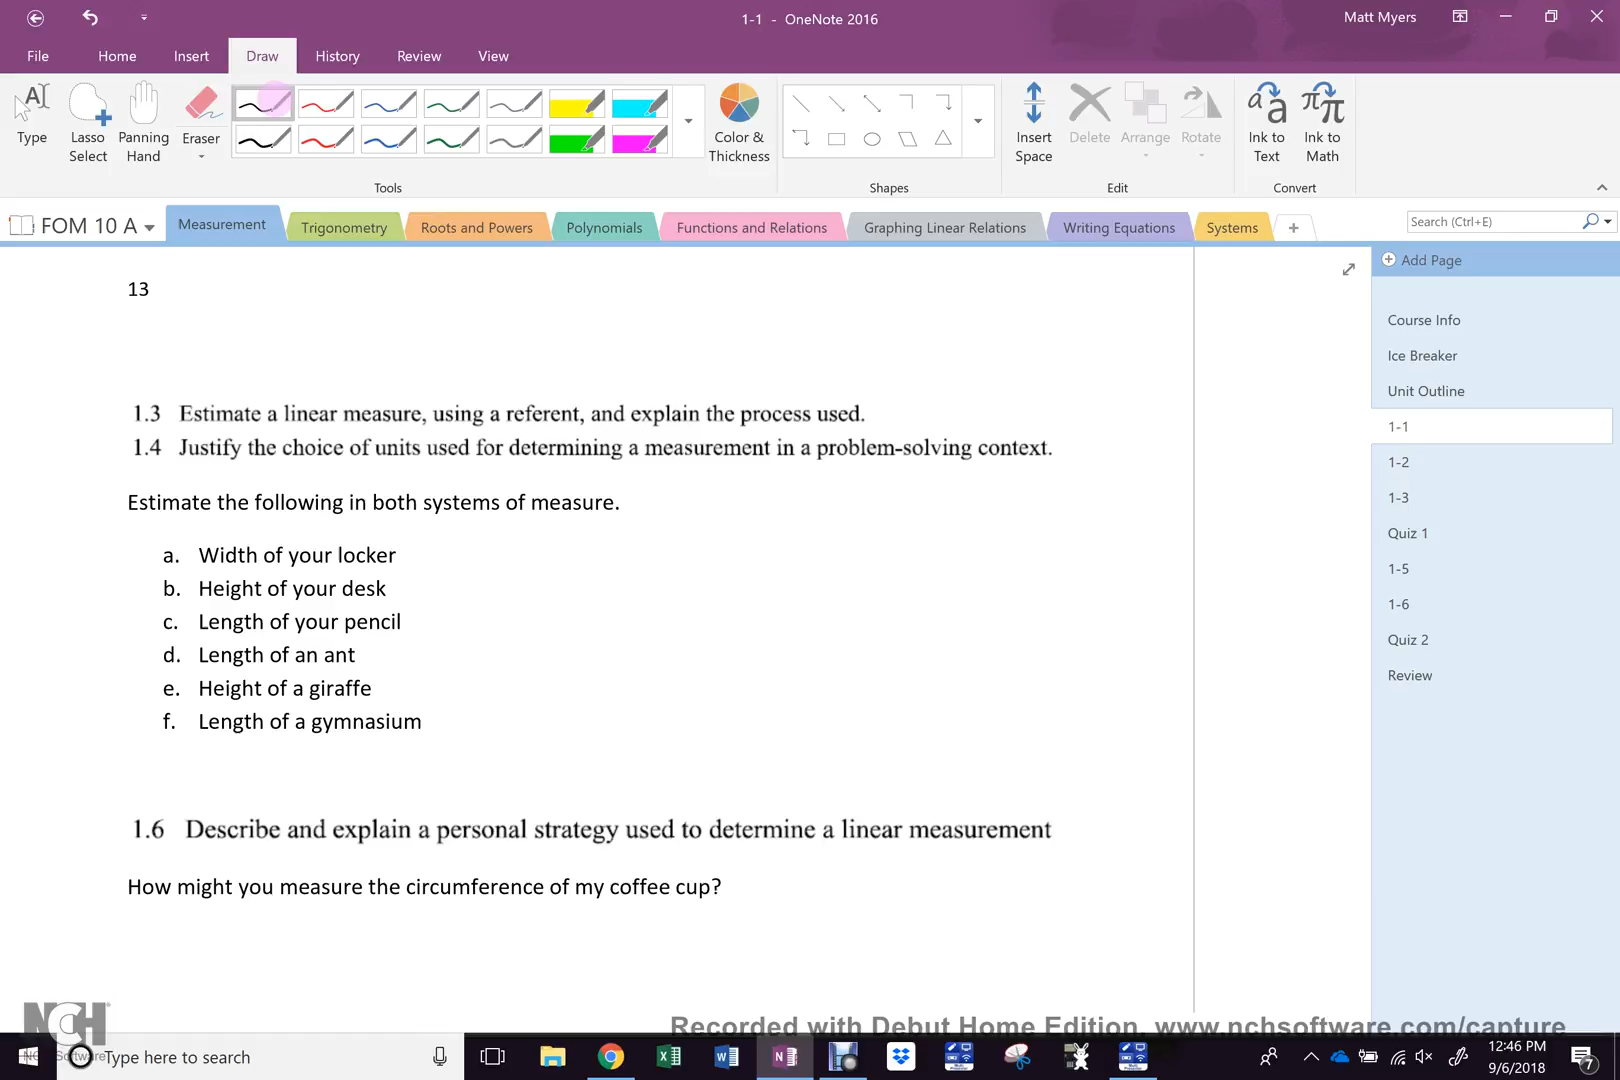 1-1 - OneNote 2016
Matt Myers
File Home Insert Draw History Review View
Type
Lasso Select
Panning Hand
Eraser
Color & Thickness
Insert Space
Delete
Arrange
Rotate
Ink to Text
Ink to Math
Tools
Shapes
Edit
Convert
FOM 10 A
Measurement
Trigonometry
Roots and Powers
Polynomials
Functions and Relations
Graphing Linear Relations
Writing Equations
Systems
Search (Ctrl+E)
Add Page
Course Info
Ice Breaker
Unit Outline
1-1
1-2
1-3
Quiz 1
1-5
1-6
Quiz 2
Review
13
1.3 Estimate a linear measure, using a referent, and explain the process used.
1.4 Justify the choice of units used for determining a measurement in a problem-solving context.
Estimate the following in both systems of measure.
a. Width of your locker
b. Height of your desk
c. Length of your pencil
d. Length of an ant
e. Height of a giraffe
f. Length of a gymnasium
1.6 Describe and explain a personal strategy used to determine a linear measurement
How might you measure the circumference of my coffee cup?
NCH
NCH Software
Recorded with Debut Home Edition. www.nchsoftware.com/capture
Type here to search
12:46 PM
9/6/2018
7